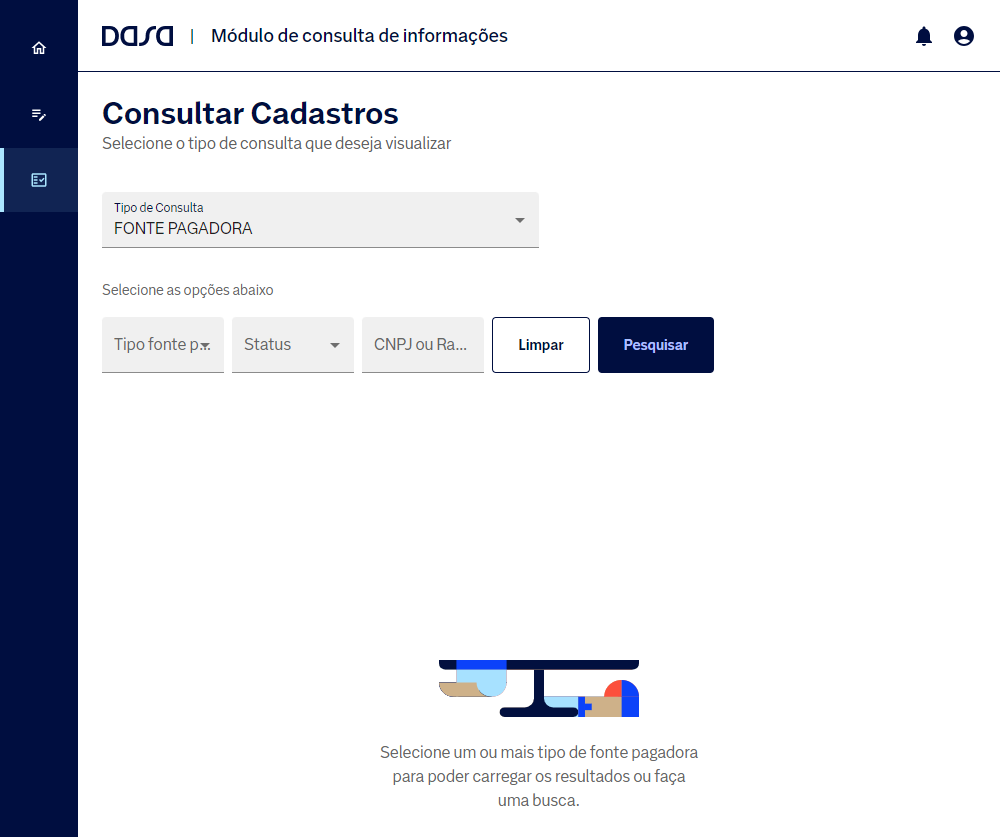 DASA | Módulo de consulta de informações
Consultar Cadastros
Selecione o tipo de consulta que deseja visualizar
Tipo de Consulta
FONTE PAGADORA
Selecione as opções abaixo
Tipo fonte p... Status CNPJ ou Ra... Limpar Pesquisar
Selecione um ou mais tipo de fonte pagadora
para poder carregar os resultados ou faça
uma busca.